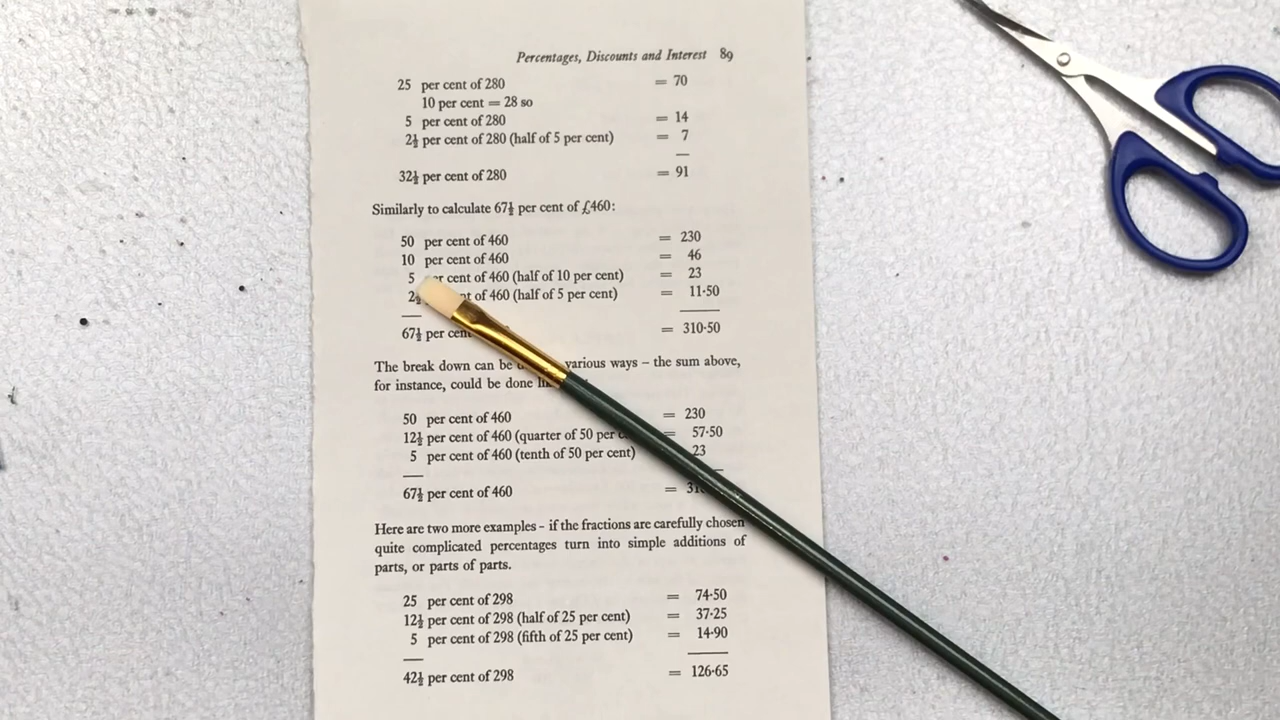 Percentages, Discounts and Interest 89
25 per cent of 280 = 70
10 per cent = 28 so
5 per cent of 280 = 14
2½ per cent of 280 (half of 5 per cent) = 7
32½ per cent of 280 = 91
Similarly to calculate 67½ per cent of £460:
50 per cent of 460 = 230
10 per cent of 460 = 46
5 cent of 460 (half of 10 per cent) = 23
of 460 (half of 5 per cent) = 11·50
67½ per = 310·50
The break down can be various ways – the sum above,
for instance, could be done
50 per cent of 460 = 230
12½ per cent of 460 (quarter of 50 per = 57·50
5 per cent of 460 (tenth of 50 per cent) 23
67½ per cent of 460 =
Here are two more examples – if the fractions are carefully chosen
quite complicated percentages turn into simple additions of
parts, or parts of parts.
25 per cent of 298 = 74·50
12½ per cent of 298 (half of 25 per cent) = 37·25
5 per cent of 298 (fifth of 25 per cent) = 14·90
42½ per cent of 298 = 126·65